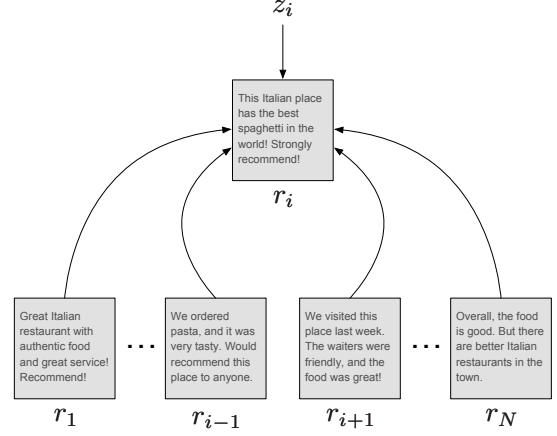 z_i
This Italian place
has the best
spaghetti in the
world! Strongly
recommend!
r_i
Great Italian
restaurant with
authentic food
and great service!
Recommend!
...
We ordered
pasta, and it was
very tasty. Would
recommend this
place to anyone.
We visited this
place last week.
The waiters were
friendly, and the
food was great!
...
Overall, the food
is good. But there
are better Italian
restaurants in the
town.
r_1
r_{i-1}
r_{i+1}
r_N